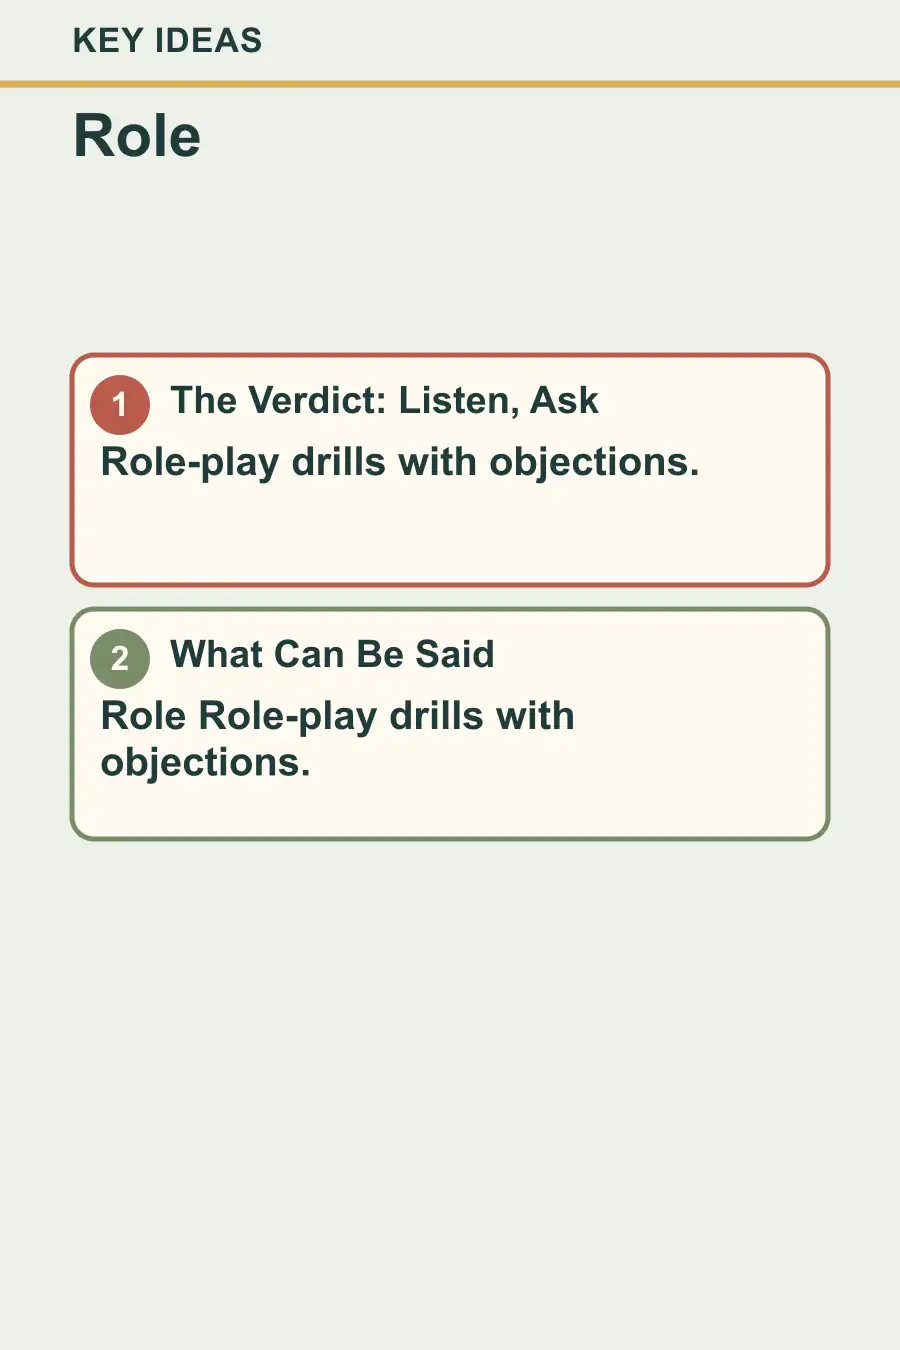 KEY IDEAS
Role
1 The Verdict: Listen, Ask
Role-play drills with objections.
2 What Can Be Said
Role Role-play drills with
objections.